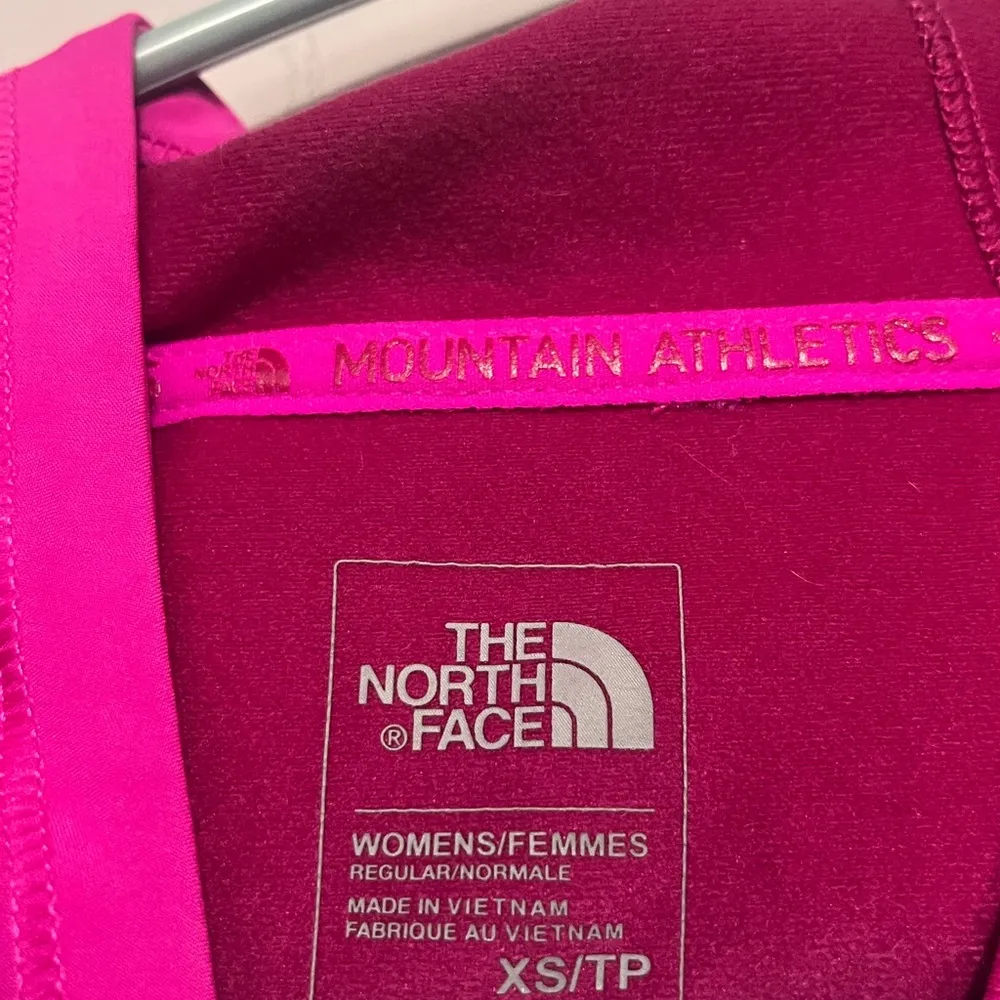 THE NORTH FACE MOUNTAIN ATHLETICS
THE
NORTH
® FACE
WOMENS/FEMMES
REGULAR/NORMALE
MADE IN VIETNAM
FABRIQUE AU VIETNAM
XS/TP